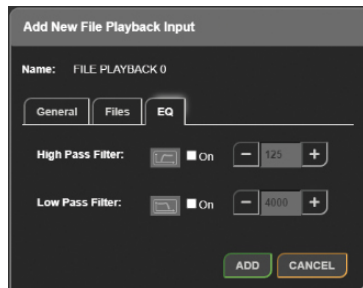 Add New File Playback Input
Name: FILE PLAYBACK 0
General Files EQ
High Pass Filter: On − 125 +
Low Pass Filter: On − 4000 +
ADD CANCEL